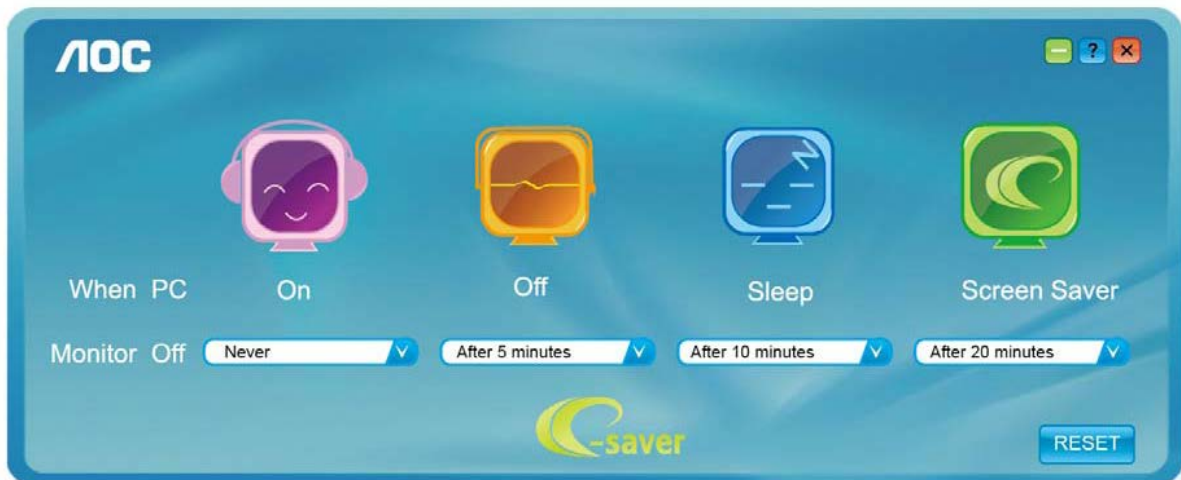 AOC
?
When PC On Off Sleep Screen Saver
Monitor Off Never After 5 minutes After 10 minutes After 20 minutes
e-saver
RESET